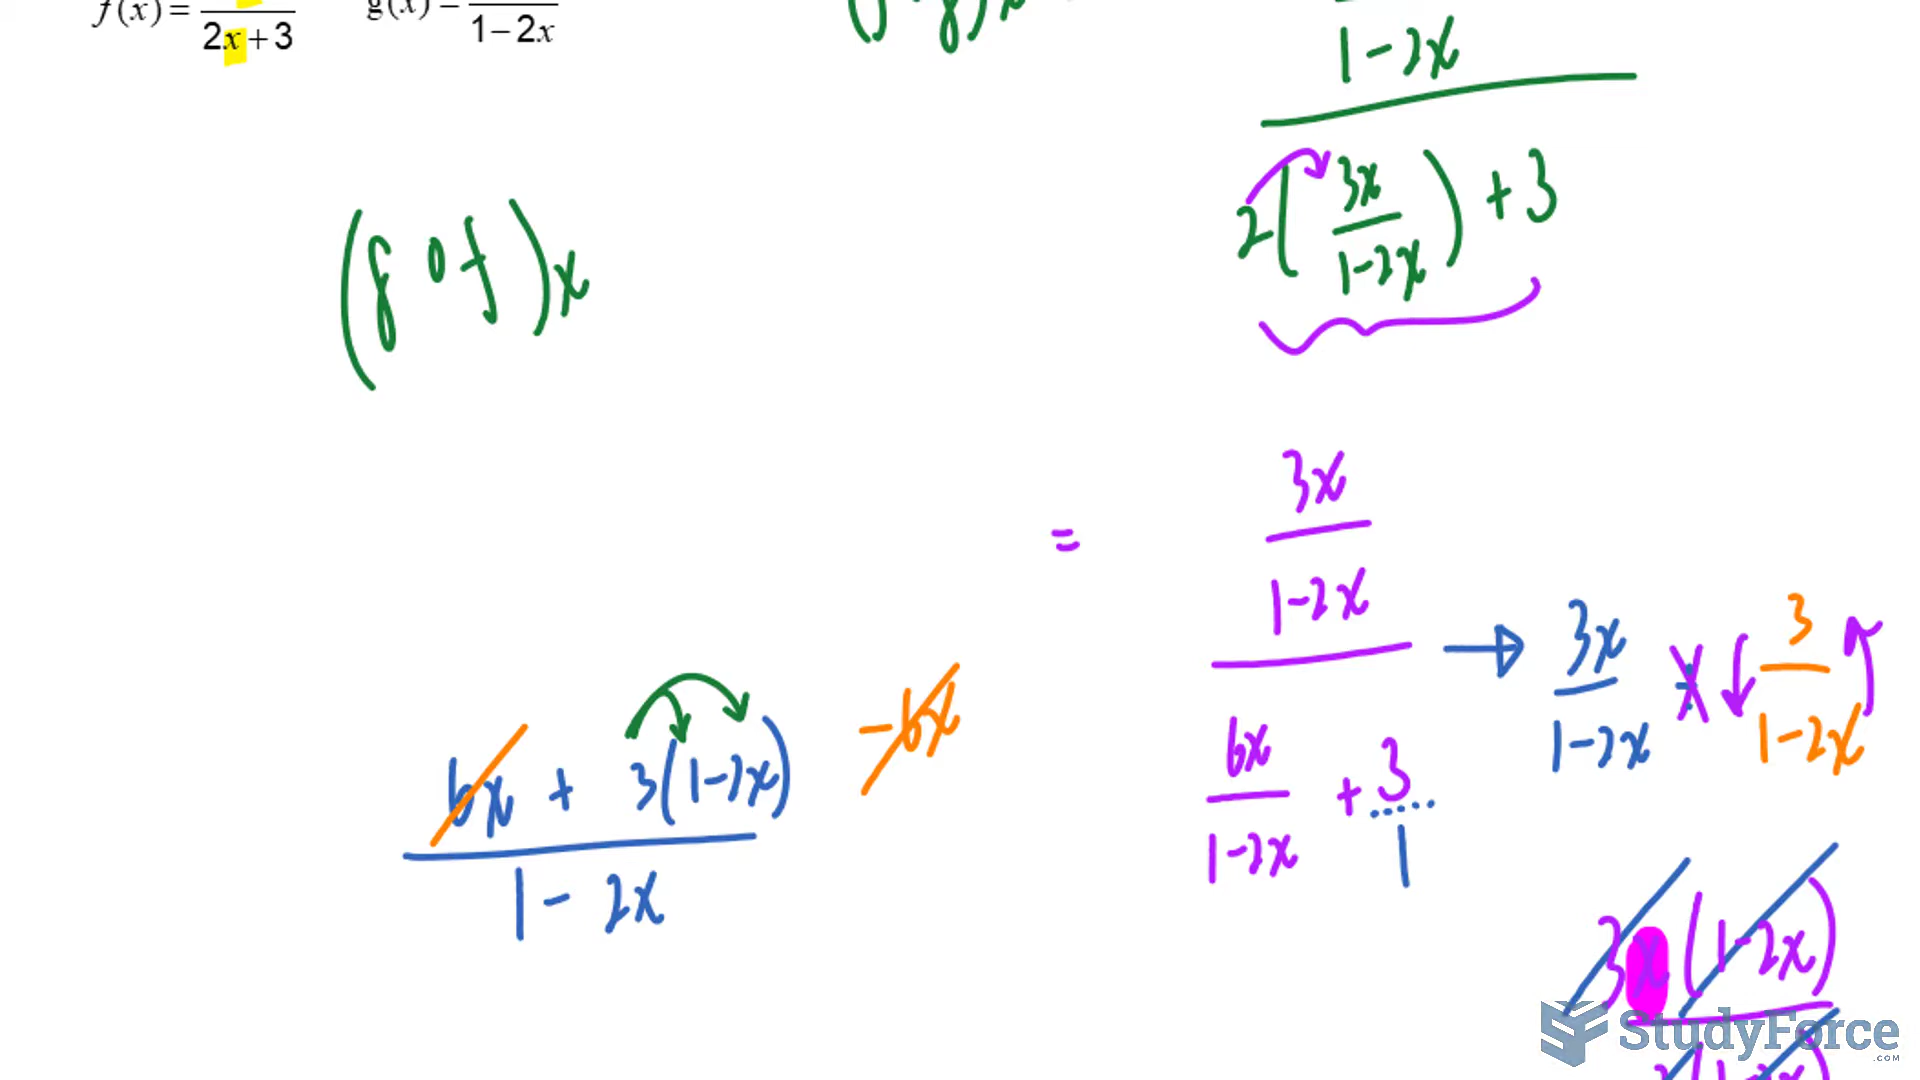 f(x) = 2x + 3 g(x) = 1 − 2x
1 − 2x
2(3x/1−2x) + 3
(g o f)x
= 3x
1−2x
6x/1−2x + 3/1
→ 3x/1−2x X 3/1−2x
6x + 3(1−2x) −6x
1 − 2x
3x(1−2x)
StudyForce
.COM